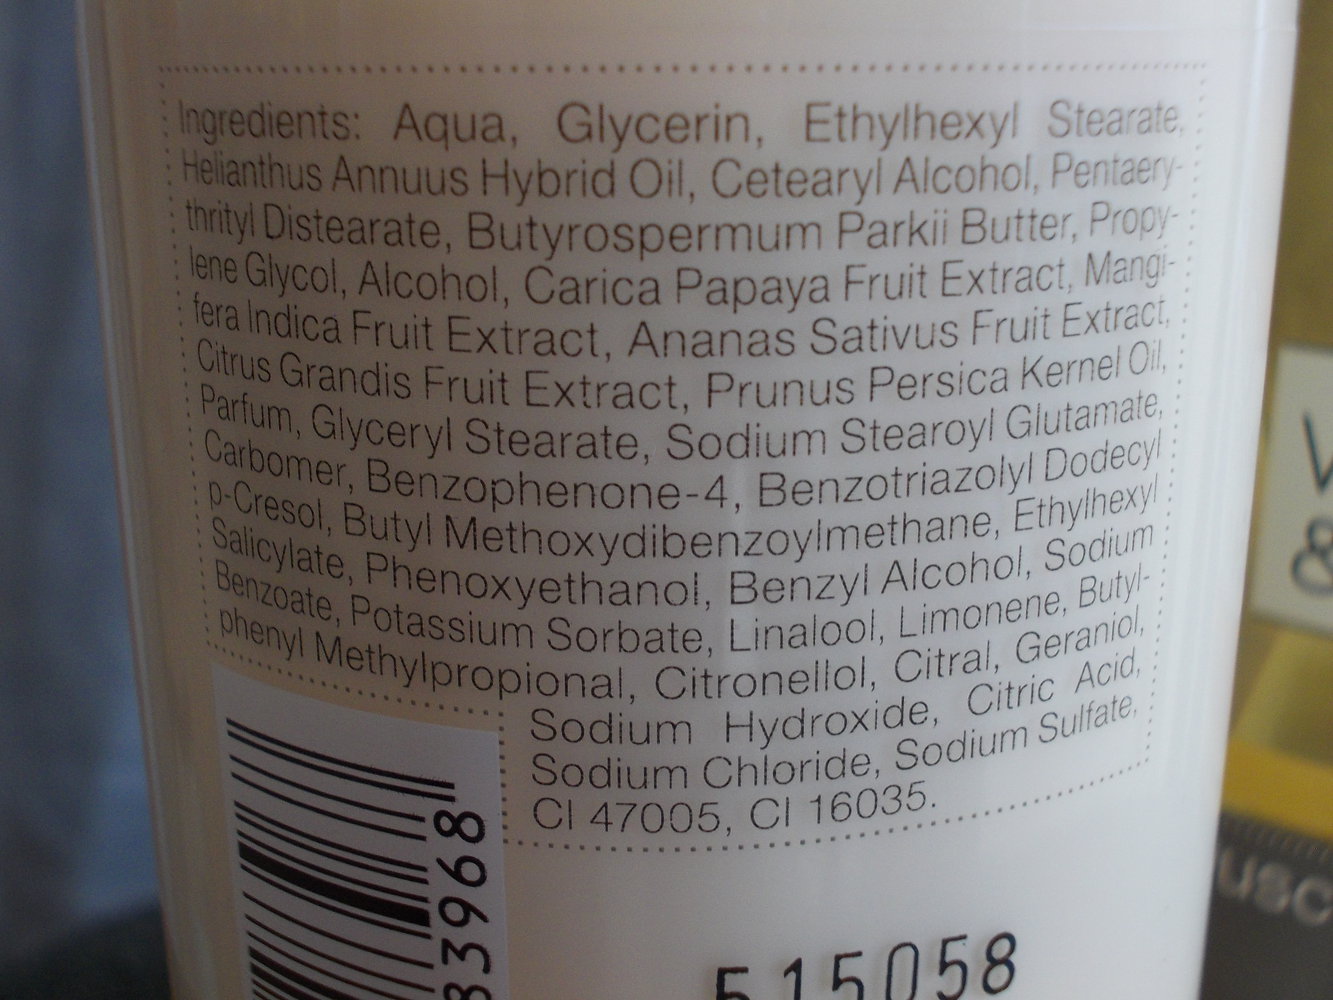 Ingredients: Aqua, Glycerin, Ethylhexyl Stearate,
Helianthus Annuus Hybrid Oil, Cetearyl Alcohol, Pentaery-
thrityl Distearate, Butyrospermum Parkii Butter, Propy-
lene Glycol, Alcohol, Carica Papaya Fruit Extract, Mangi-
fera Indica Fruit Extract, Ananas Sativus Fruit Extract,
Citrus Grandis Fruit Extract, Prunus Persica Kernel Oil,
Parfum, Glyceryl Stearate, Sodium Stearoyl Glutamate,
Carbomer, Benzophenone-4, Benzotriazolyl Dodecyl
p-Cresol, Butyl Methoxydibenzoylmethane, Ethylhexyl
Salicylate, Phenoxyethanol, Benzyl Alcohol, Sodium
Benzoate, Potassium Sorbate, Linalool, Limonene, Butyl-
phenyl Methylpropional, Citronellol, Citral, Geraniol,
Sodium Hydroxide, Citric Acid,
Sodium Chloride, Sodium Sulfate,
CI 47005, CI 16035.
83968
515058
&
usc